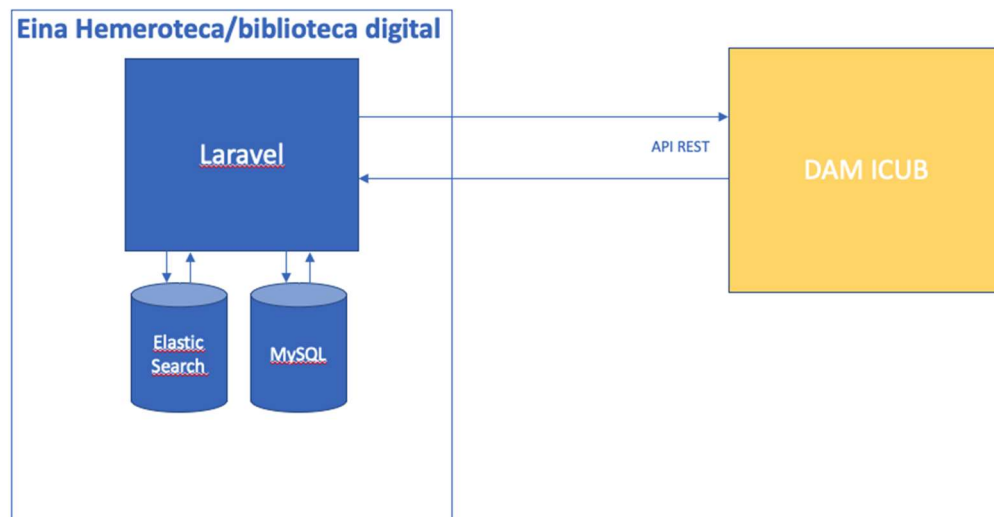 Eina Hemeroteca/biblioteca digital
Laravel
API REST
DAM ICUB
Elastic
Search
MySQL